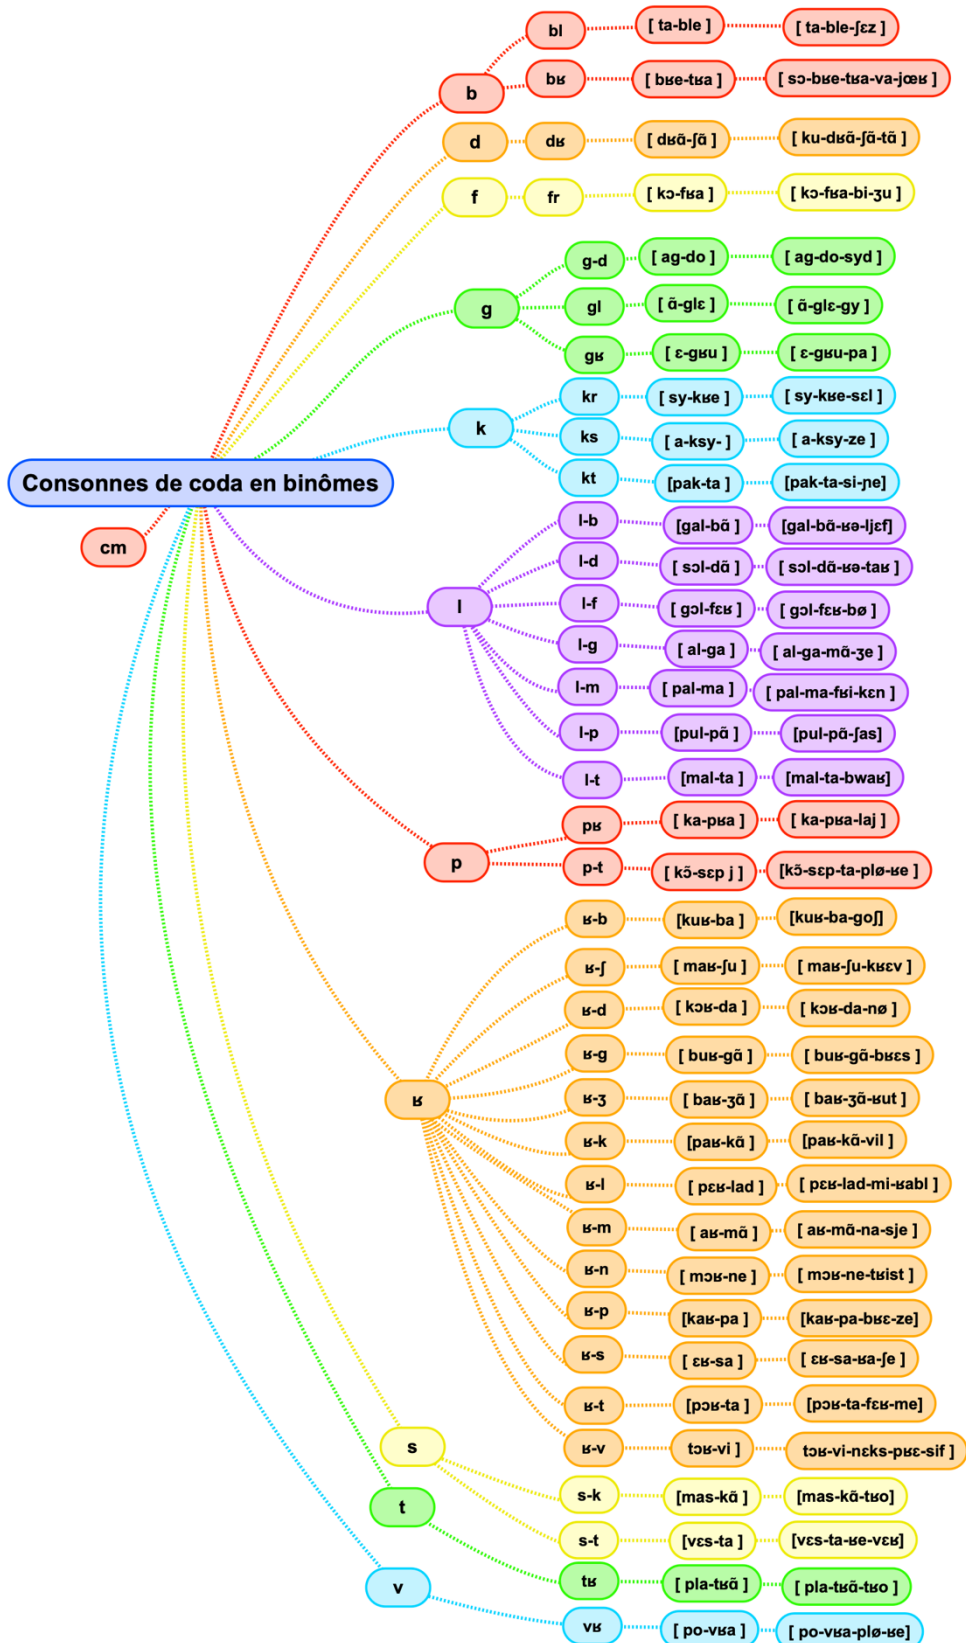 Consonnes de coda en binômes
cm
b
bl
[ ta-ble ]
[ ta-ble-ʃɛz ]
bʁ
[ bʁe-tʁa ]
[ sɔ-bʁe-tʁa-va-jœʁ ]
d
dʁ
[ dʁɑ̃-ʃɑ̃ ]
[ ku-dʁɑ̃-ʃɑ̃-tɑ̃ ]
f
fr
[ kɔ-fʁa ]
[ kɔ-fʁa-bi-ʒu ]
g
g-d
[ ag-do ]
[ ag-do-syd ]
gl
[ ɑ̃-glɛ ]
[ ɑ̃-glɛ-gy ]
gʁ
[ ɛ-gʁu ]
[ ɛ-gʁu-pa ]
k
kr
[ sy-kʁe ]
[ sy-kʁe-sɛl ]
ks
[ a-ksy- ]
[ a-ksy-ze ]
kt
[pak-ta ]
[pak-ta-si-ɲe]
l
l-b
[gal-bɑ̃ ]
[gal-bɑ̃-ʁə-ljɛf]
l-d
[ sɔl-dɑ̃ ]
[ sɔl-dɑ̃-ʁə-taʁ ]
l-f
[ gɔl-fɛʁ ]
[ gɔl-fɛʁ-bø ]
l-g
[ al-ga ]
[ al-ga-mɑ̃-ʒe ]
l-m
[ pal-ma ]
[ pal-ma-fʁi-kɛn ]
l-p
[pul-pɑ̃ ]
[pul-pɑ̃-ʃas]
l-t
[mal-ta ]
[mal-ta-bwaʁ]
p
pʁ
[ ka-pʁa ]
[ ka-pʁa-laj ]
p-t
[ kɔ̃-sɛp j ]
[kɔ̃-sɛp-ta-plø-ʁe ]
ʁ
ʁ-b
[kuʁ-ba ]
[kuʁ-ba-goʃ]
ʁ-ʃ
[ maʁ-ʃu ]
[ maʁ-ʃu-kʁɛv ]
ʁ-d
[ kɔʁ-da ]
[ kɔʁ-da-nø ]
ʁ-g
[ buʁ-gɑ̃ ]
[ buʁ-gɑ̃-bʁɛs ]
ʁ-ʒ
[ baʁ-ʒɑ̃ ]
[ baʁ-ʒɑ̃-ʁut ]
ʁ-k
[paʁ-kɑ̃ ]
[paʁ-kɑ̃-vil ]
ʁ-l
[ pɛʁ-lad ]
[ pɛʁ-lad-mi-ʁabl ]
ʁ-m
[ aʁ-mɑ̃ ]
[ aʁ-mɑ̃-na-sje ]
ʁ-n
[ mɔʁ-ne ]
[ mɔʁ-ne-tʁist ]
ʁ-p
[kaʁ-pa ]
[kaʁ-pa-bʁɛ-ze]
ʁ-s
[ ɛʁ-sa ]
[ ɛʁ-sa-ʁa-ʃe ]
ʁ-t
[pɔʁ-ta ]
[pɔʁ-ta-fɛʁ-me]
ʁ-v
tɔʁ-vi ]
tɔʁ-vi-nɛks-pʁɛ-sif ]
s
s-k
[mas-kɑ̃ ]
[mas-kɑ̃-tʁo]
s-t
[vɛs-ta ]
[vɛs-ta-ʁe-vɛʁ]
t
tʁ
[ pla-tʁɑ̃ ]
[ pla-tʁɑ̃-tʁo ]
v
vʁ
[ po-vʁa ]
[ po-vʁa-plø-ʁe]